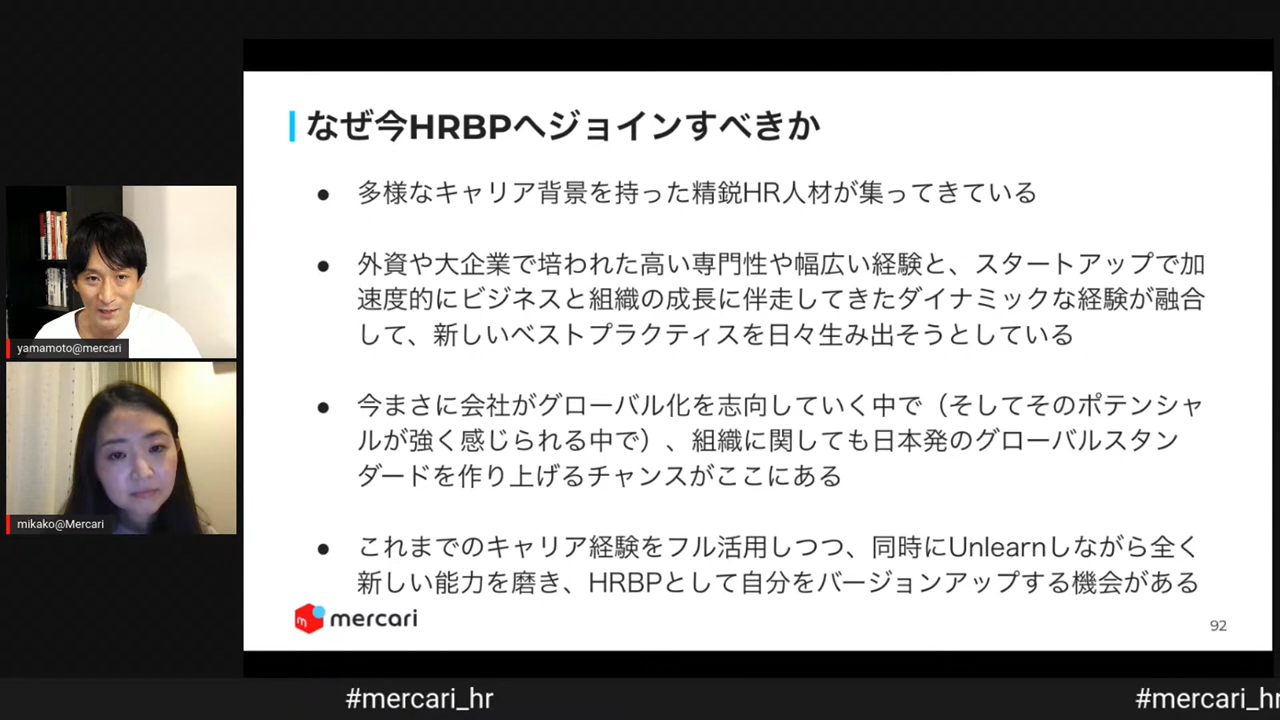 なぜ今HRBPへジョインすべきか
● 多様なキャリア背景を持った精鋭HR人材が集ってきている
● 外資や大企業で培われた高い専門性や幅広い経験と、スタートアップで加
速度的にビジネスと組織の成長に伴走してきたダイナミックな経験が融合
して、新しいベストプラクティスを日々生み出そうとしている
● 今まさに会社がグローバル化を志向していく中で（そしてそのポテンシャ
ルが強く感じられる中で）、組織に関しても日本発のグローバルスタン
ダードを作り上げるチャンスがここにある
● これまでのキャリア経験をフル活用しつつ、同時にUnlearnしながら全く
新しい能力を磨き、HRBPとして自分をバージョンアップする機会がある
m mercari
92
yamamoto@mercari
mikako@Mercari
#mercari_hr #mercari_hr